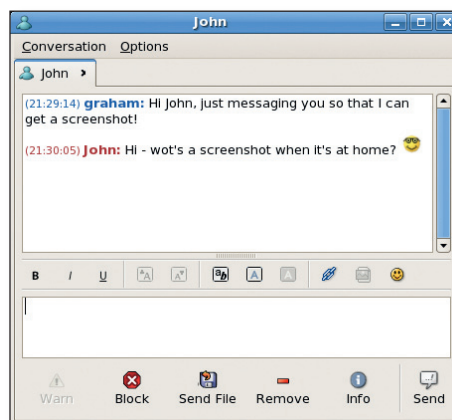 John
Conversation Options
John
(21:29:14) graham: Hi John, just messaging you so that I can
get a screenshot!
(21:30:05) John: Hi - wot's a screenshot when it's at home?
B I U A A ab A A
Warn Block Send File Remove Info Send